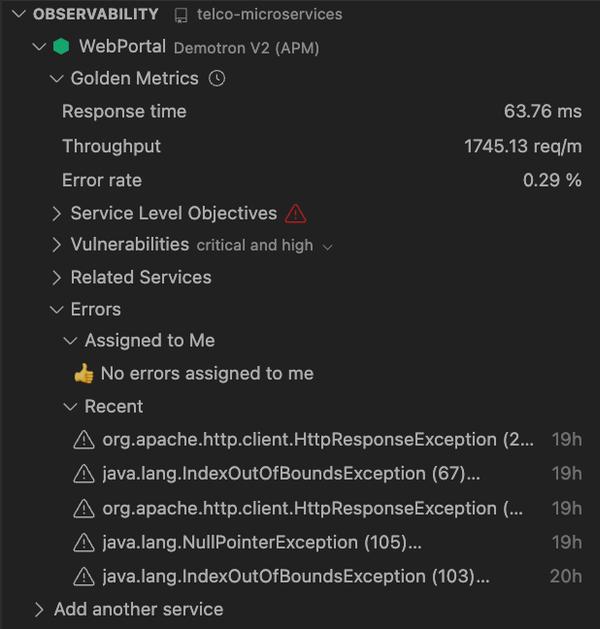 OBSERVABILITY telco-microservices
WebPortal Demotron V2 (APM)
Golden Metrics
Response time 63.76 ms
Throughput 1745.13 req/m
Error rate 0.29 %
Service Level Objectives
Vulnerabilities critical and high
Related Services
Errors
Assigned to Me
👍 No errors assigned to me
Recent
org.apache.http.client.HttpResponseException (2... 19h
java.lang.IndexOutOfBoundsException (67)... 19h
org.apache.http.client.HttpResponseException (... 19h
java.lang.NullPointerException (105)... 19h
java.lang.IndexOutOfBoundsException (103)... 20h
Add another service